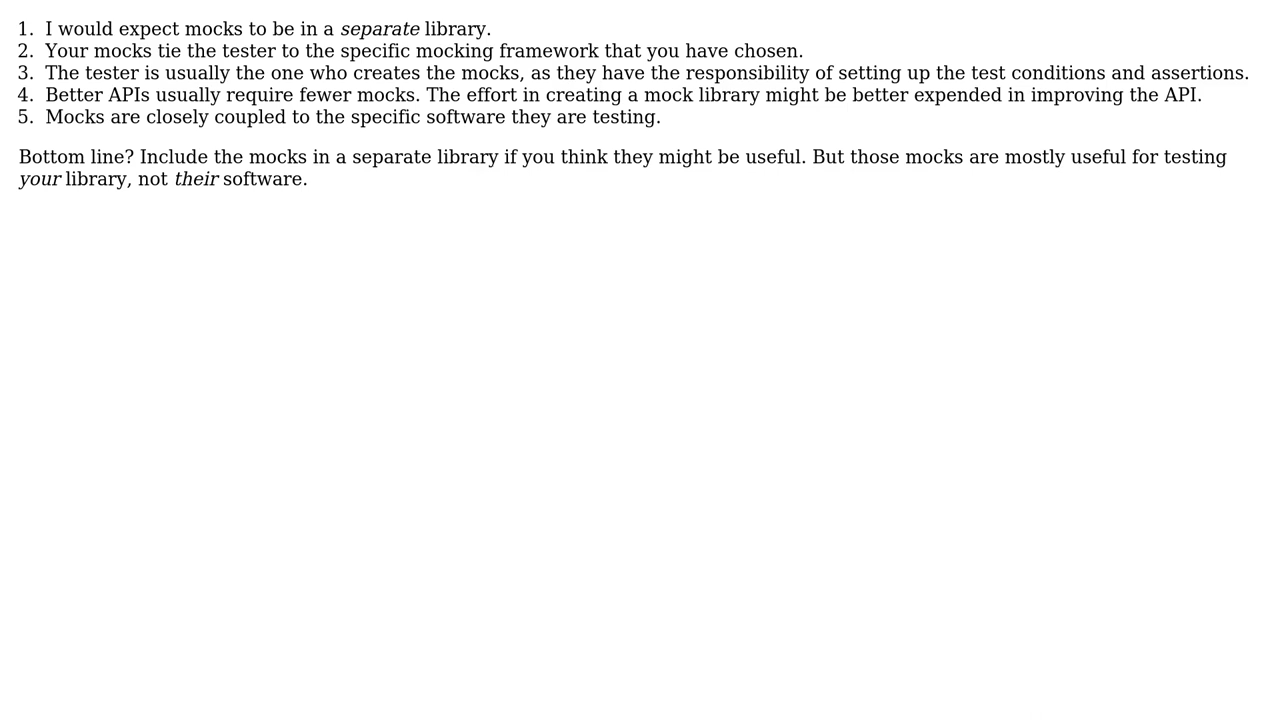 1. I would expect mocks to be in a separate library.
2. Your mocks tie the tester to the specific mocking framework that you have chosen.
3. The tester is usually the one who creates the mocks, as they have the responsibility of setting up the test conditions and assertions.
4. Better APIs usually require fewer mocks. The effort in creating a mock library might be better expended in improving the API.
5. Mocks are closely coupled to the specific software they are testing.
Bottom line? Include the mocks in a separate library if you think they might be useful. But those mocks are mostly useful for testing
your library, not their software.